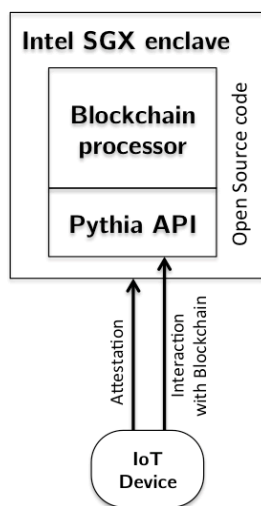 Intel SGX enclave
Blockchain
processor
Pythia API
Open Source code
Attestation
Interaction
with Blockchain
IoT
Device